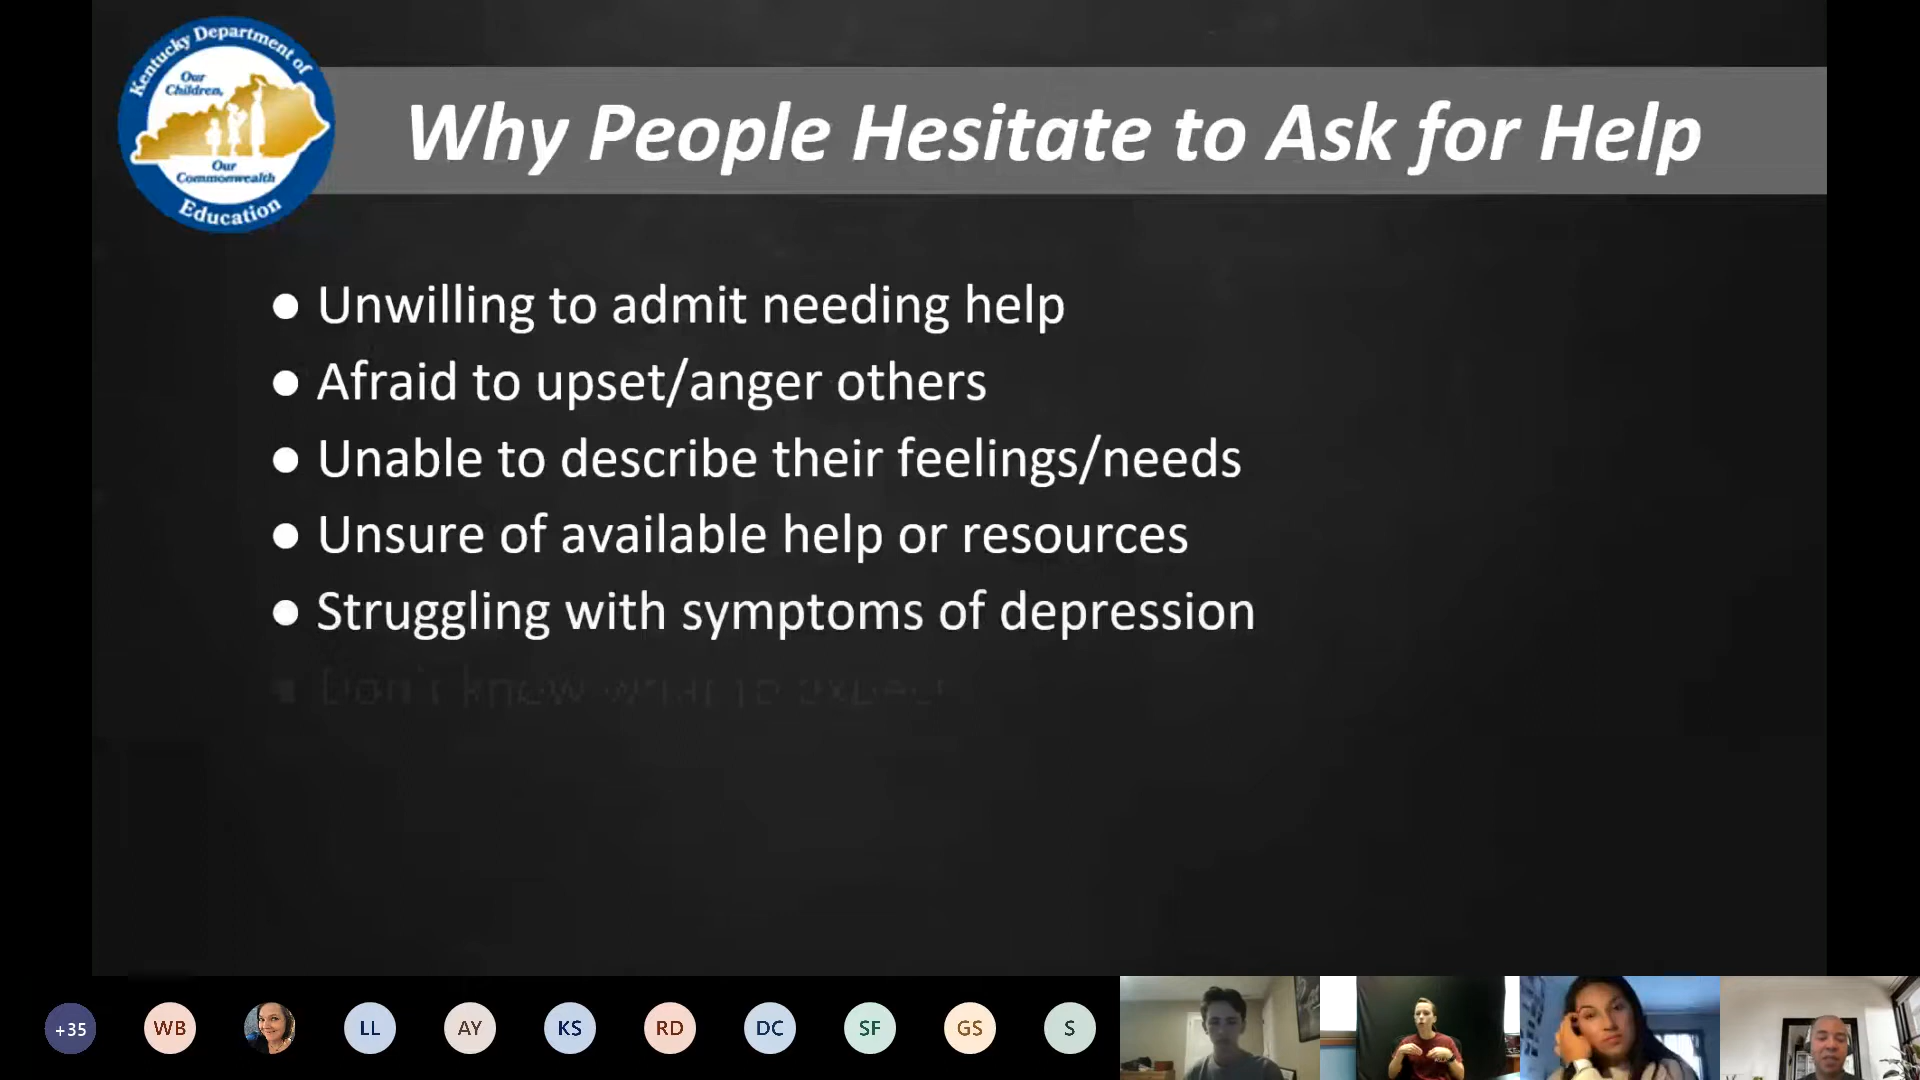 Kentucky Department of
Our
Children,
Our
Commonwealth
Education
Why People Hesitate to Ask for Help
● Unwilling to admit needing help
● Afraid to upset/anger others
● Unable to describe their feelings/needs
● Unsure of available help or resources
● Struggling with symptoms of depression
Don't know what to expect
+35
WB
LL
AY
KS
RD
DC
SF
GS
S